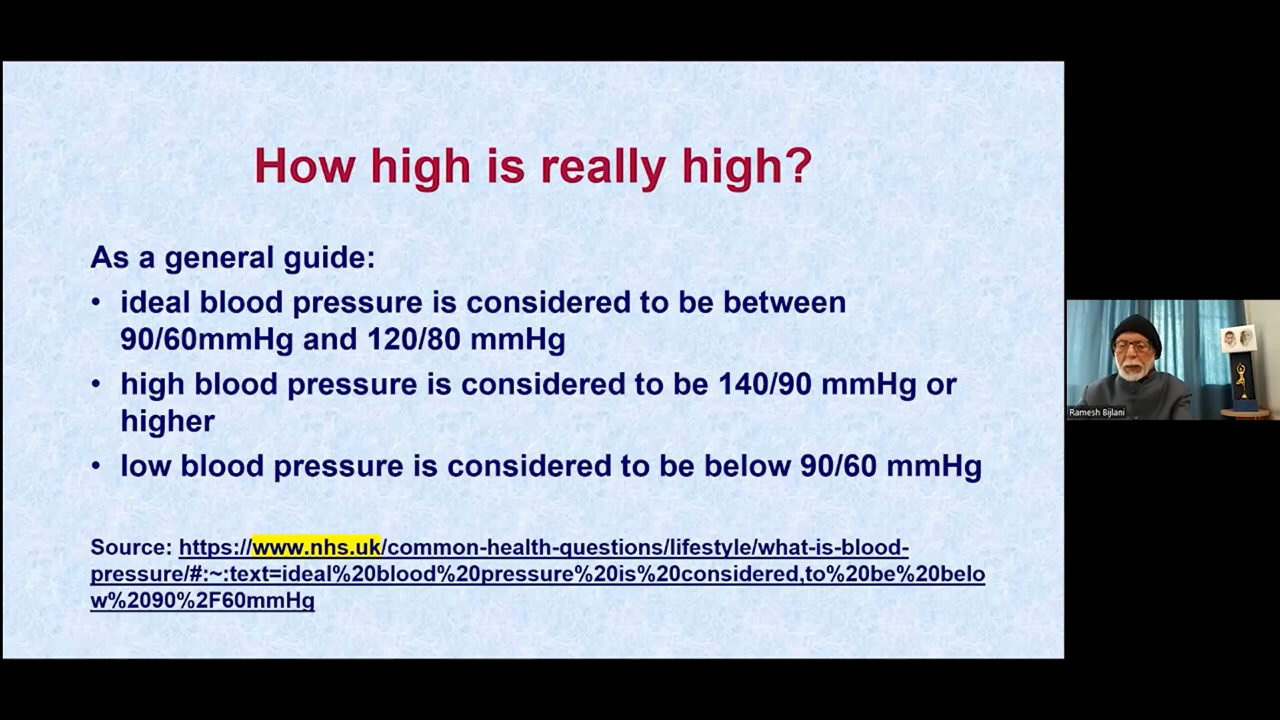 How high is really high?
As a general guide:
• ideal blood pressure is considered to be between
90/60mmHg and 120/80 mmHg
• high blood pressure is considered to be 140/90 mmHg or
higher
• low blood pressure is considered to be below 90/60 mmHg
Source: https://www.nhs.uk/common-health-questions/lifestyle/what-is-blood-
pressure/#:~:text=ideal%20blood%20pressure%20is%20considered,to%20be%20belo
w%2090%2F60mmHg
Ramesh Bijlani